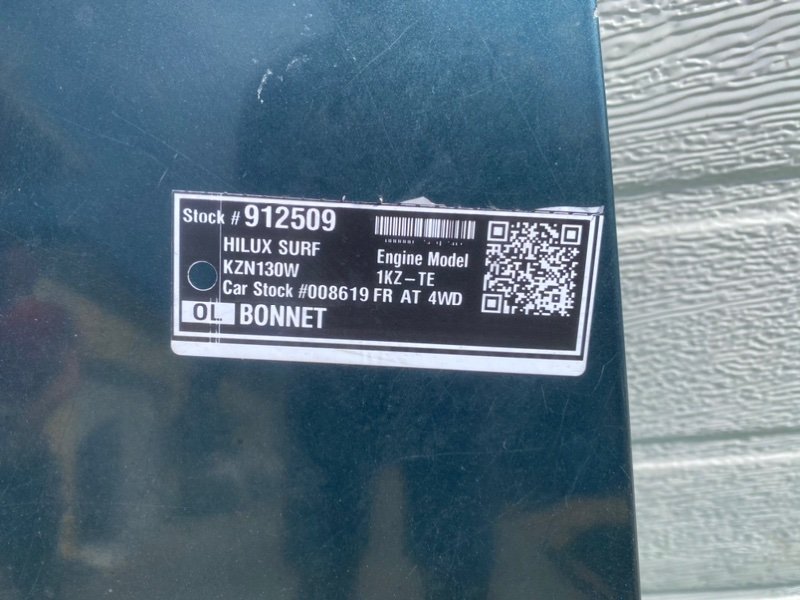 Stock # 912509
HILUX SURF
KZN130W
Engine Model
1KZ-TE
Car Stock #008619 FR AT 4WD
OL. BONNET